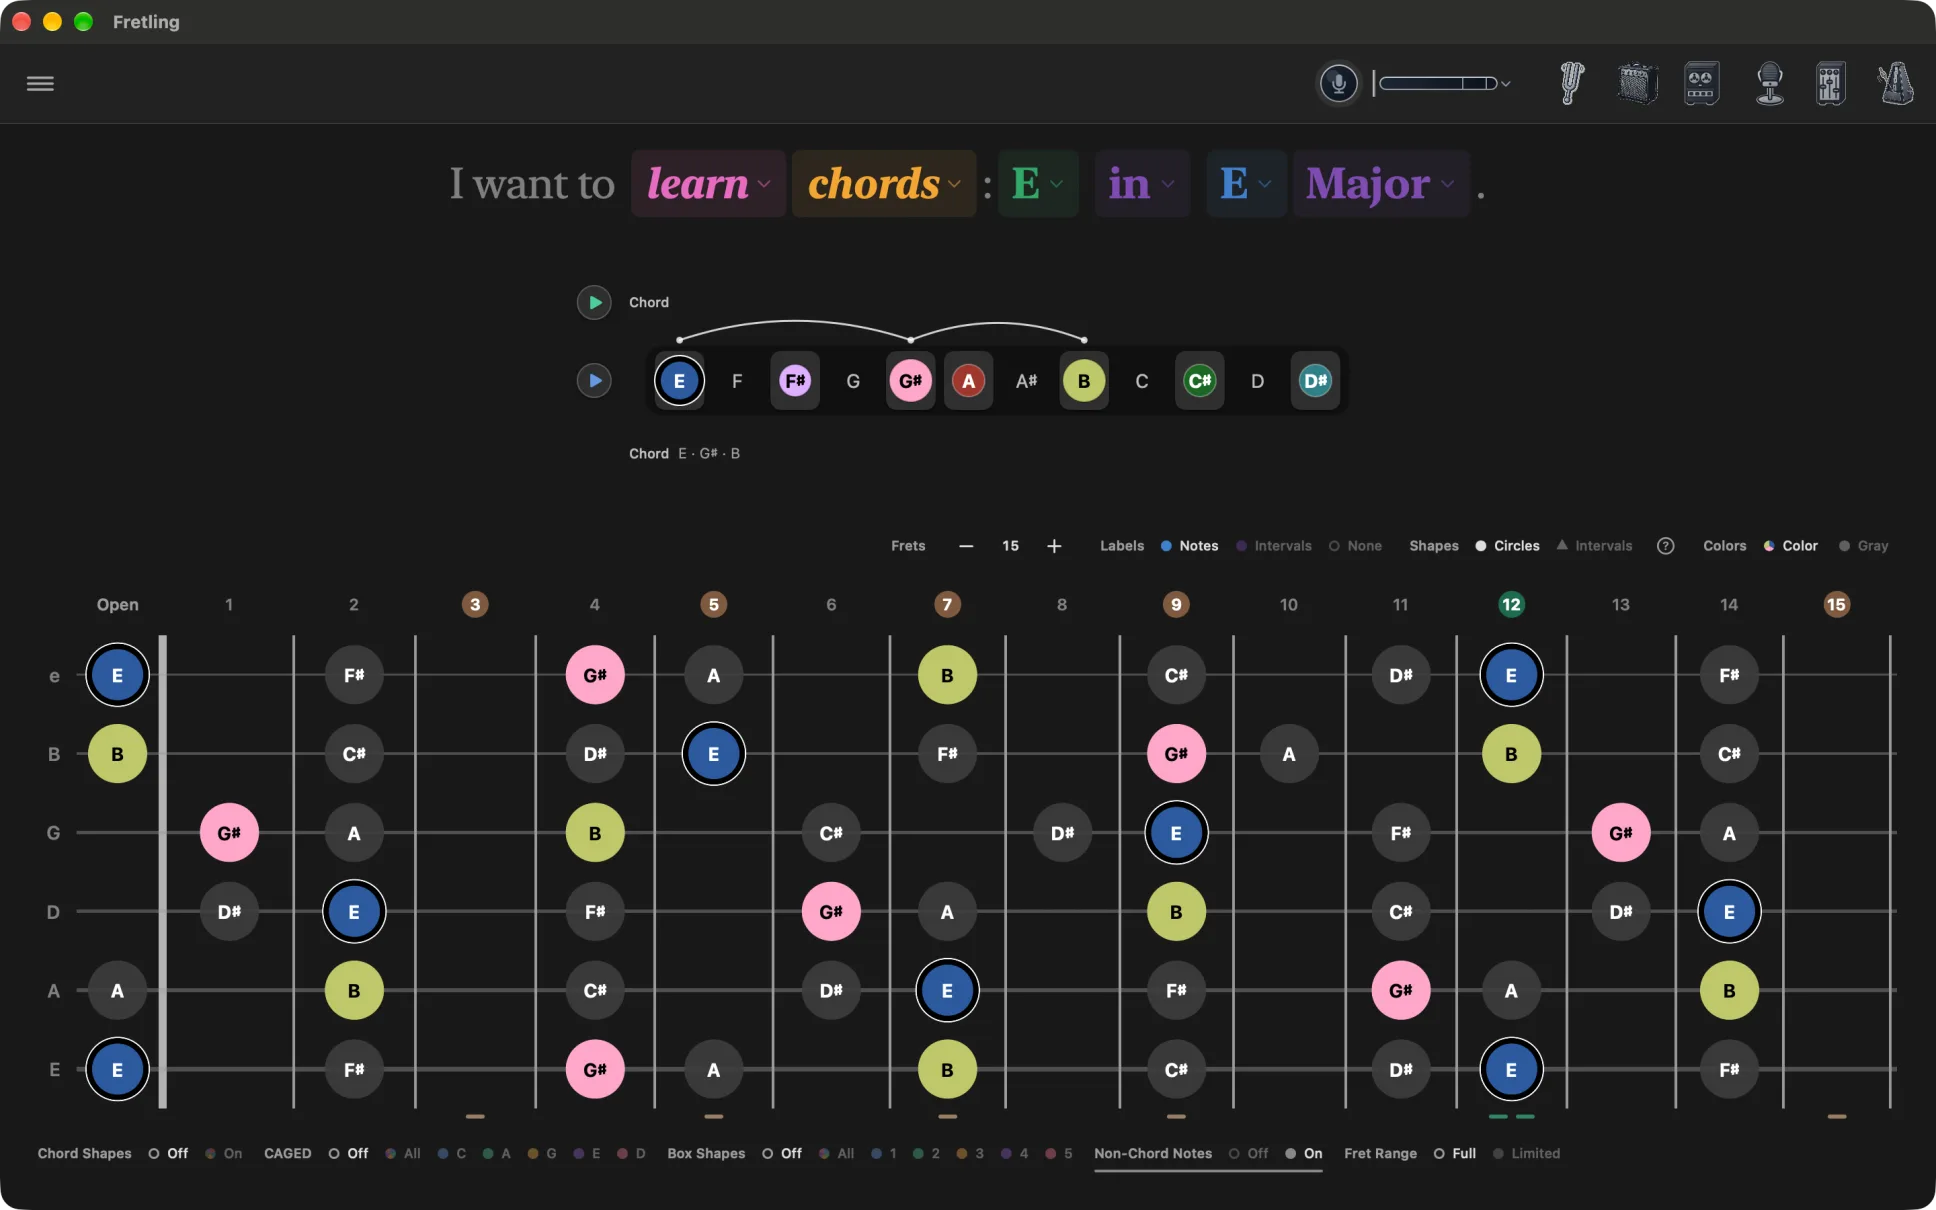 Fretling
I want to learn chords : E in E Major .
Chord
E F F# G G# A A# B C C# D D#
Chord E · G# · B
Frets — 15 + Labels Notes Intervals None Shapes Circles Intervals ? Colors Color Gray
Open 1 2 3 4 5 6 7 8 9 10 11 12 13 14 15
e E F# G# A B C# D# E F#
B B C# D# E F# G# A B C#
G G# A B C# D# E F# G# A
D D# E F# G# A B C# D# E
A A B C# D# E F# G# A B
E E F# G# A B C# D# E F#
Chord Shapes Off On CAGED Off All C A G E D Box Shapes Off All 1 2 3 4 5 Non-Chord Notes Off On Fret Range Full Limited